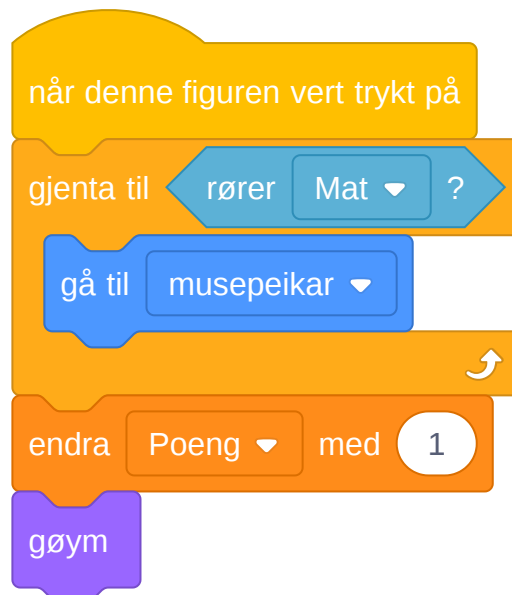 når denne figuren vert trykt på
gjenta til rører Mat ?
gå til musepeikar
endra Poeng med 1
gøym